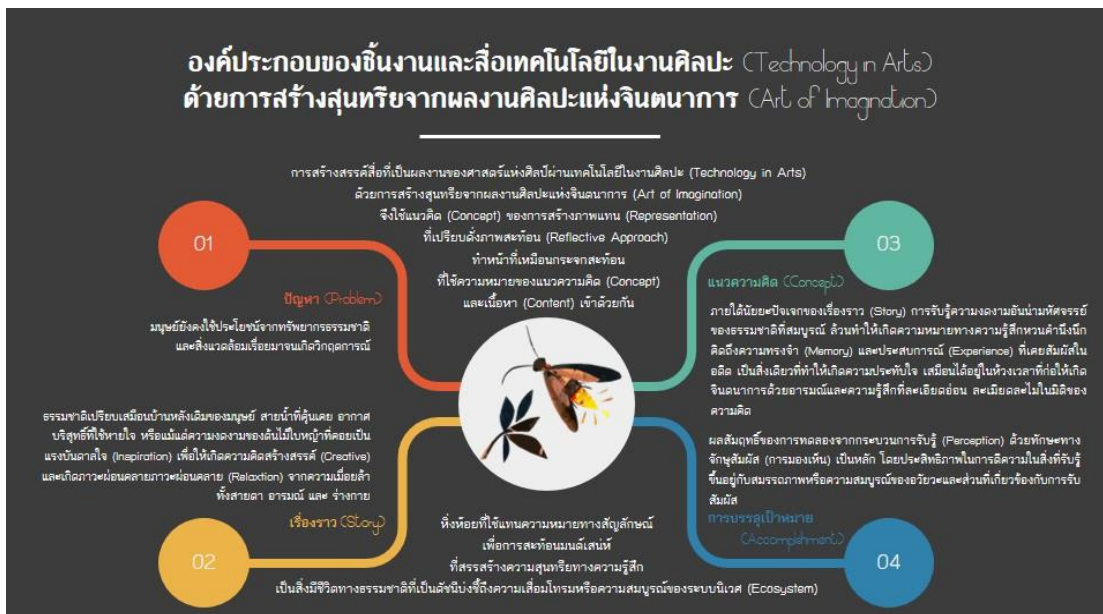 องค์ประกอบของชิ้นงานและสื่อเทคโนโลยีในงานศิลปะ (Technology in Arts)
ด้วยการสร้างสุนทรียจากผลงานศิลปะแห่งจินตนาการ (Art of Imagination)
การสร้างสรรค์สื่อที่เป็นผลงานของศาสตร์แห่งศิลป์ผ่านเทคโนโลยีในงานศิลปะ (Technology in Arts)
ด้วยการสร้างสุนทรียจากผลงานศิลปะแห่งจินตนาการ (Art of Imagination)
จึงใช้แนวคิด (Concept) ของการสร้างภาพแทน (Representation)
ที่เปรียบดั่งภาพสะท้อน (Reflective Approach)
ทำหน้าที่เหมือนกระจกสะท้อน
ที่ใช้ความหมายของแนวความคิด (Concept)
และเนื้อหา (Content) เข้าด้วยกัน
01
ปัญหา (Problem)
มนุษย์ยังคงใช้ประโยชน์จากทรัพยากรธรรมชาติ
และสิ่งแวดล้อมเรื่อยมาจนเกิดวิกฤตการณ์
ธรรมชาติเปรียบเสมือนบ้านหลังเดิมของมนุษย์ สายน้ำที่คุ้นเคย อากาศ
บริสุทธิ์ที่ใช้หายใจ หรือแม้แต่ความงดงามของต้นไม้ใบหญ้าที่คอยเป็น
แรงบันดาลใจ (Inspiration) เพื่อให้เกิดความคิดสร้างสรรค์ (Creative)
และเกิดภาวะผ่อนคลายภาวะผ่อนคลาย (Relaxtion) จากความเมื่อยล้า
ทั้งสายตา อารมณ์ และ ร่างกาย
เรื่องราว (Story)
02
03
แนวความคิด (Concept)
ภายใต้นัยยะปัจเจกของเรื่องราว (Story) การรับรู้ความงดงามอันน่ามหัศจรรย์
ของธรรมชาติที่สมบูรณ์ ล้วนทำให้เกิดความหมายทางความรู้สึกหวนคำนึงนึก
คิดถึงความทรงจำ (Memory) และประสบการณ์ (Experience) ที่เคยสัมผัสใน
อดีต เป็นสิ่งเดียวที่ทำให้เกิดความประทับใจ เสมือนได้อยู่ในห้วงเวลาที่ก่อให้เกิด
จินตนาการด้วยอารมณ์และความรู้สึกที่ละเอียดอ่อน ละเมียดละไมในมิติของ
ความคิด
ผลสัมฤทธิ์ของการทดลองจากกระบวนการรับรู้ (Perception) ด้วยทักษะทาง
จักษุสัมผัส (การมองเห็น) เป็นหลัก โดยประสิทธิภาพในการตีความในสิ่งที่รับรู้
ขึ้นอยู่กับสมรรถภาพหรือความสมบูรณ์ของอวัยวะและส่วนที่เกี่ยวข้องกับการรับ
สัมผัส
การบรรลุเป้าหมาย
(Accomplishment)
04
หิ่งห้อยที่ใช้แทนความหมายทางสัญลักษณ์
เพื่อการสะท้อนมนต์เสน่ห์
ที่สรรสร้างความสุนทรียทางความรู้สึก
เป็นสิ่งมีชีวิตทางธรรมชาติที่เป็นดัชนีบ่งชี้ถึงความเสื่อมโทรมหรือความสมบูรณ์ของระบบนิเวศ (Ecosystem)